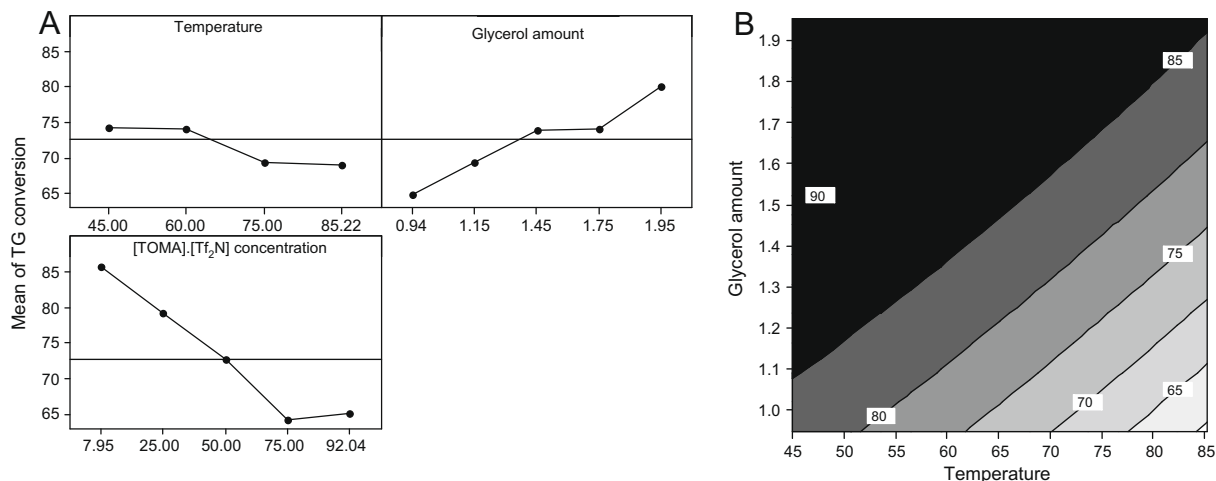 A
B
Temperature
Glycerol amount
Mean of TG conversion
85
80
75
70
65
45.00 60.00 75.00 85.22
0.94 1.15 1.45 1.75 1.95
[TOMA].[Tf2N] concentration
85
80
75
70
65
7.95 25.00 50.00 75.00 92.04
Glycerol amount
1.9
1.8
1.7
1.6
1.5
1.4
1.3
1.2
1.1
1.0
85
90
75
80
70
65
45 50 55 60 65 70 75 80 85
Temperature